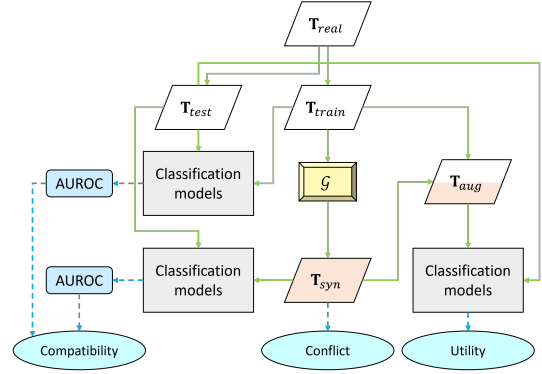 T_real
T_test
T_train
Classification
models
AUROC
𝒢
T_aug
Classification
models
AUROC
T_syn
Classification
models
Compatibility
Conflict
Utility